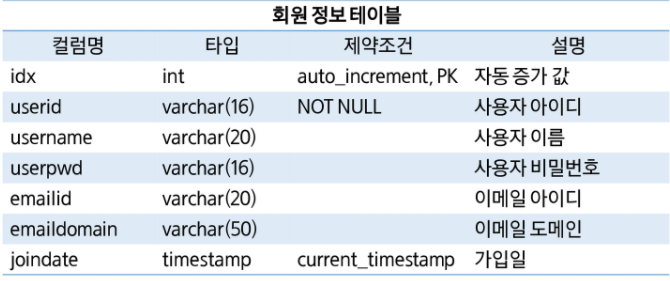 회원 정보 테이블
컬럼명 타입 제약조건 설명
idx int auto_increment, PK 자동 증가 값
userid varchar(16) NOT NULL 사용자 아이디
username varchar(20) 사용자 이름
userpwd varchar(16) 사용자 비밀번호
emailid varchar(20) 이메일 아이디
emaildomain varchar(50) 이메일 도메인
joindate timestamp current_timestamp 가입일